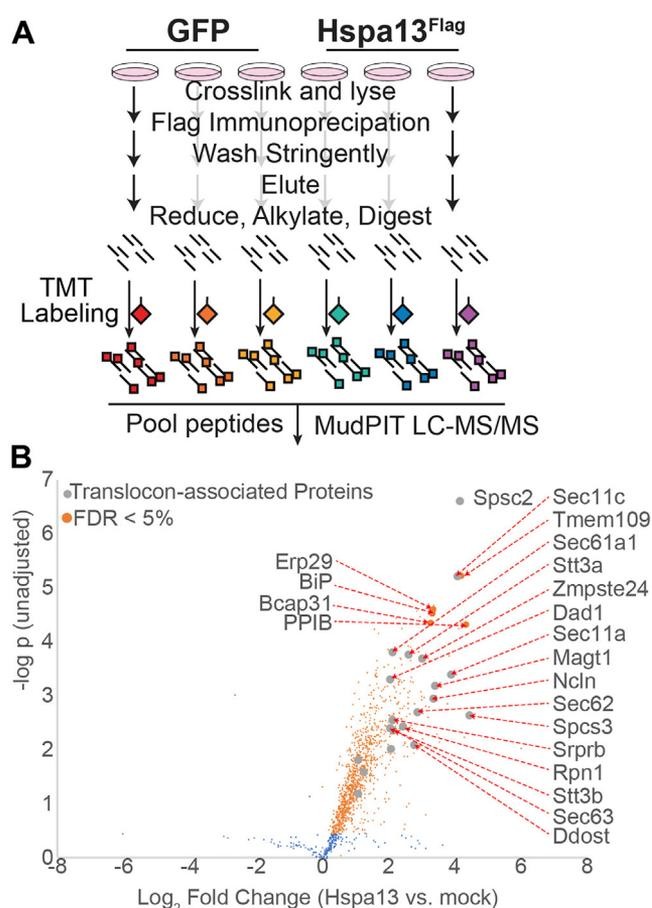 A
GFP Hspa13Flag
Crosslink and lyse
Flag Immunoprecipation
Wash Stringently
Elute
Reduce, Alkylate, Digest
TMT
Labeling
Pool peptides MudPIT LC-MS/MS
B
-log p (unadjusted)
7
6
5
4
3
2
1
0
Translocon-associated Proteins
FDR < 5%
Spsc2
Erp29
BiP
Bcap31
PPIB
Sec11c
Tmem109
Sec61a1
Stt3a
Zmpste24
Dad1
Sec11a
Magt1
Ncln
Sec62
Spcs3
Srprb
Rpn1
Stt3b
Sec63
Ddost
-8 -6 -4 -2 0 2 4 6 8
Log2 Fold Change (Hspa13 vs. mock)